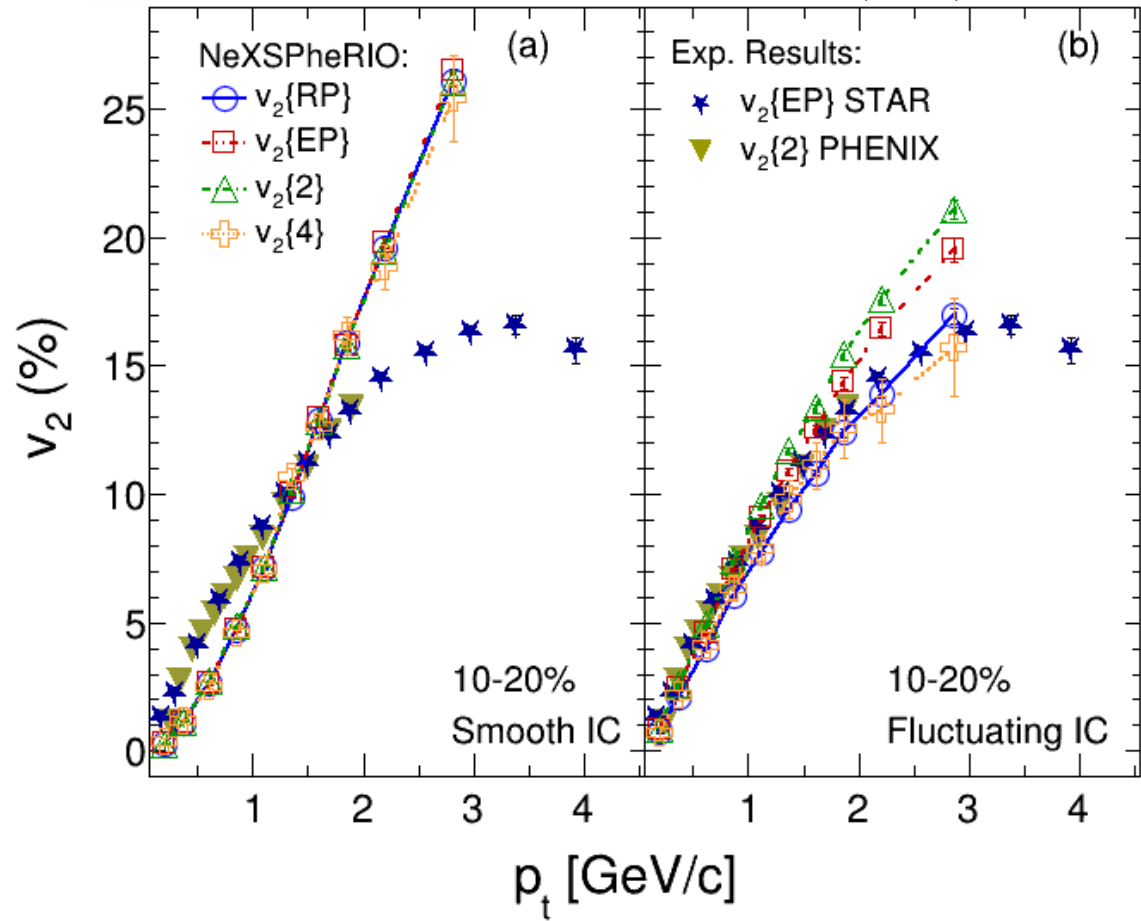 NeXSPheRIO:
v₂{RP}
v₂{EP}
v₂{2}
v₂{4}
(a)
10-20%
Smooth IC
Exp. Results:
(b)
v₂{EP} STAR
v₂{2} PHENIX
10-20%
Fluctuating IC
v₂ (%)
25
20
15
10
5
0
1 2 3 4
1 2 3 4
pₜ [GeV/c]